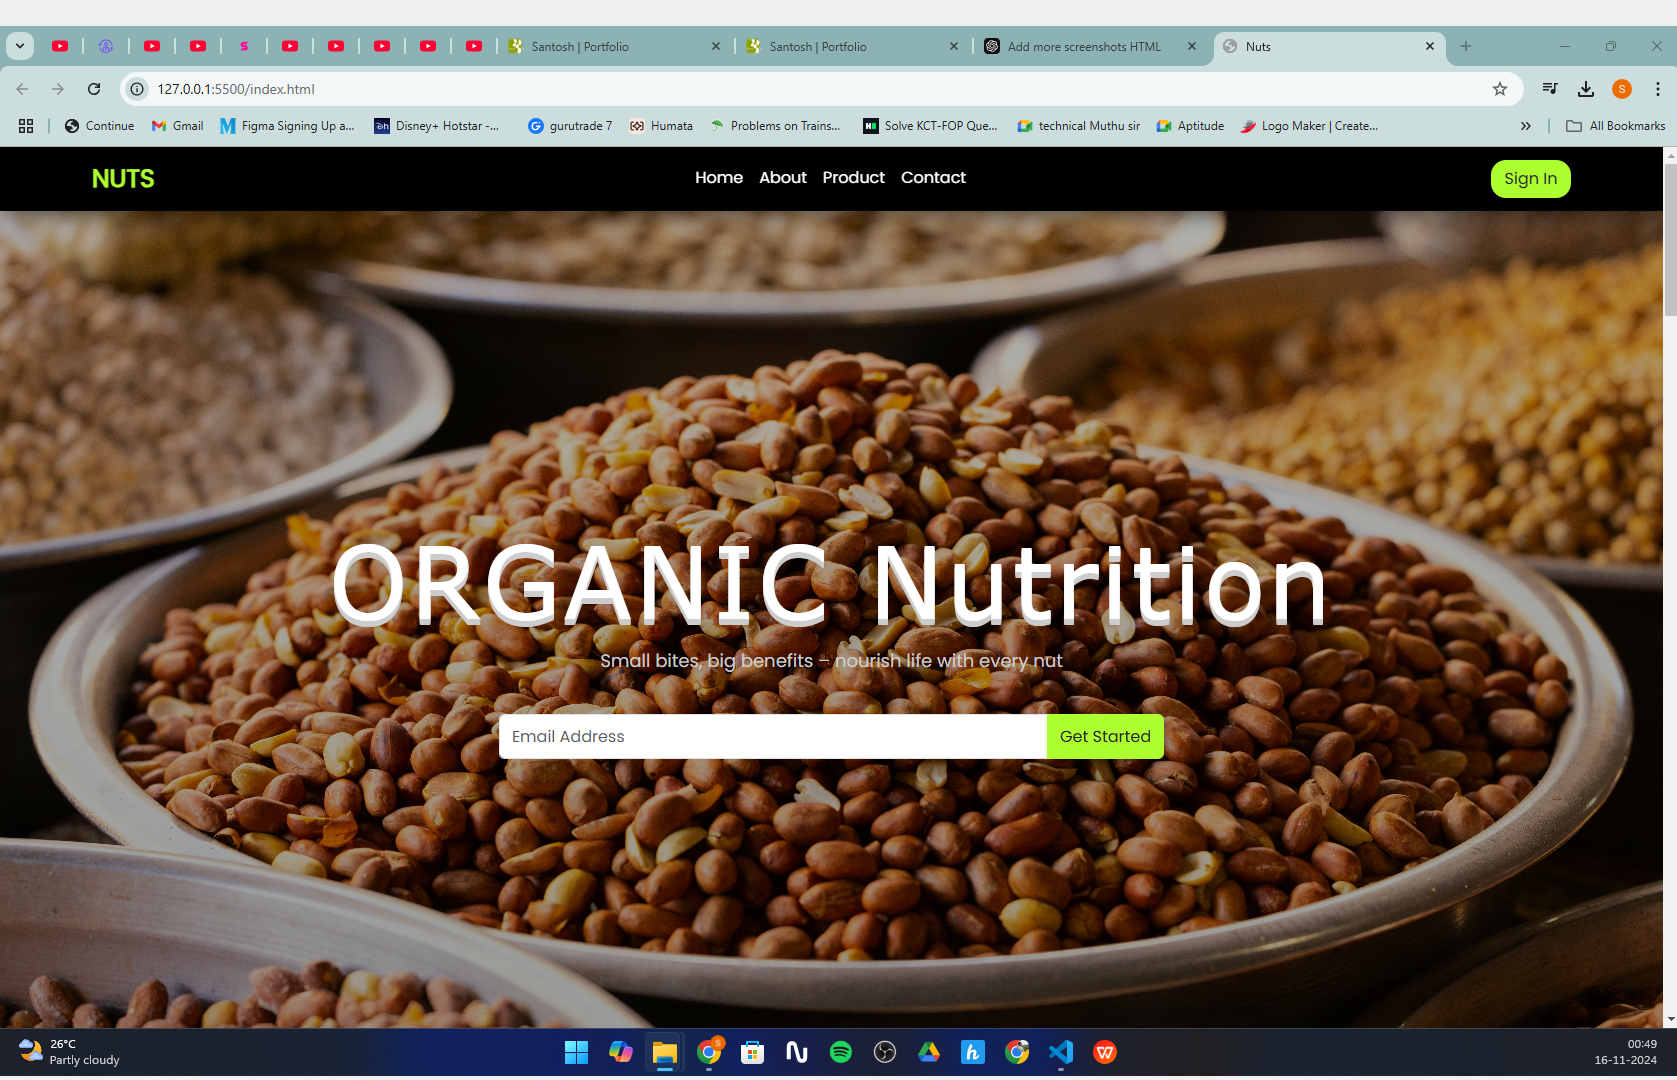 Santosh | Portfolio
Santosh | Portfolio
Add more screenshots HTML
Nuts
127.0.0.1:5500/index.html
S
Continue
Gmail
Figma Signing Up a...
Disney+ Hotstar -...
gurutrade 7
Humata
Problems on Trains...
Solve KCT-FOP Que...
technical Muthu sir
Aptitude
Logo Maker | Create...
All Bookmarks
NUTS
Home
About
Product
Contact
Sign In
ORGANIC Nutrition
Small bites, big benefits – nourish life with every nut
Email Address
Get Started
26°C
Partly cloudy
00:49
16-11-2024